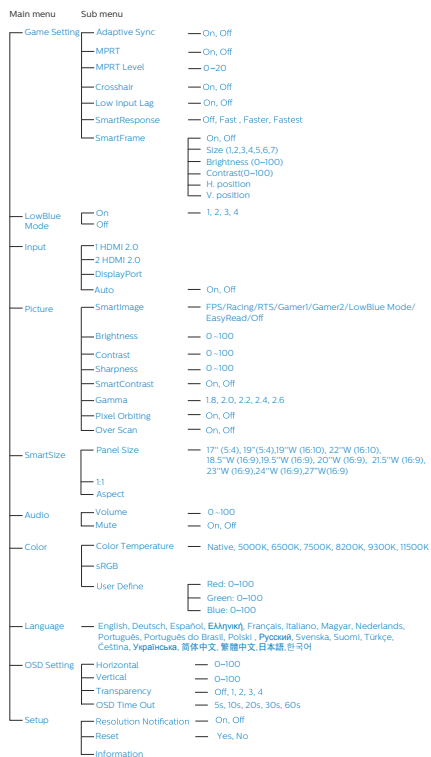 Main menu Sub menu
Game Setting Adaptive Sync On, Off
MPRT On, Off
MPRT Level 0–20
Crosshair On, Off
Low Input Lag On, Off
SmartResponse Off, Fast , Faster, Fastest
SmartFrame On, Off
Size (1,2,3,4,5,6,7)
Brightness (0–100)
Contrast(0–100)
H. position
V. position
LowBlue Mode On 1, 2, 3, 4
Off
Input
1 HDMI 2.0
2 HDMI 2.0
DisplayPort
Auto On, Off
Picture SmartImage FPS/Racing/RTS/Gamer1/Gamer2/LowBlue Mode/
EasyRead/Off
Brightness 0~100
Contrast 0~100
Sharpness 0~100
SmartContrast On, Off
Gamma 1.8, 2.0, 2.2, 2.4, 2.6
Pixel Orbiting On, Off
Over Scan On, Off
SmartSize Panel Size 17" (5:4), 19"(5:4),19"W (16:10), 22"W (16:10),
18.5"W (16:9),19.5"W (16:9), 20"W (16:9), 21.5"W (16:9),
23"W (16:9),24"W (16:9),27"W(16:9)
1:1
Aspect
Audio Volume 0~100
Mute On, Off
Color Color Temperature Native, 5000K, 6500K, 7500K, 8200K, 9300K, 11500K
sRGB
User Define Red: 0–100
Green: 0–100
Blue: 0–100
Language English, Deutsch, Español, Ελληνική, Français, Italiano, Magyar, Nederlands,
Português, Português do Brasil, Polski , Русский, Svenska, Suomi, Türkçe,
Čeština, Українська, 简体中文, 繁體中文,日本語,한국어
OSD Setting Horizontal 0–100
Vertical 0–100
Transparency Off, 1, 2, 3, 4
OSD Time Out 5s, 10s, 20s, 30s, 60s
Setup Resolution Notification On, Off
Reset Yes, No
Information